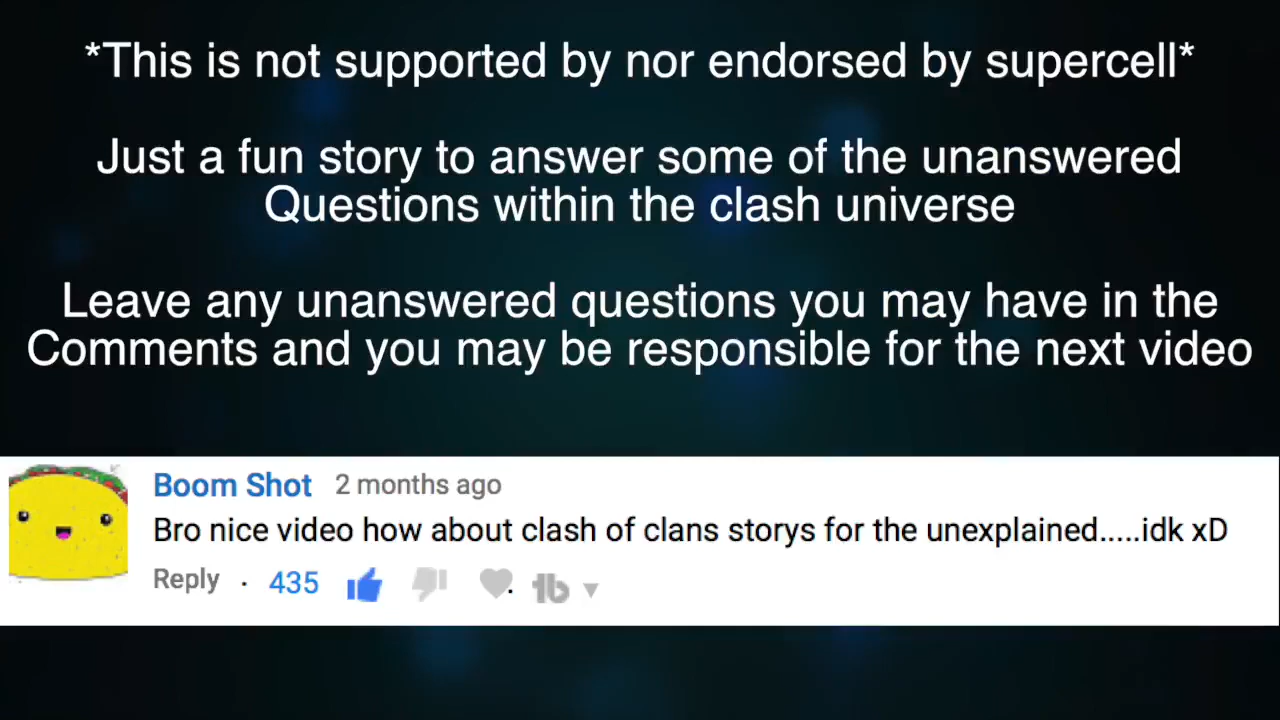 *This is not supported by nor endorsed by supercell*
Just a fun story to answer some of the unanswered
Questions within the clash universe
Leave any unanswered questions you may have in the
Comments and you may be responsible for the next video
Boom Shot 2 months ago
Bro nice video how about clash of clans storys for the unexplained.....idk xD
Reply · 435